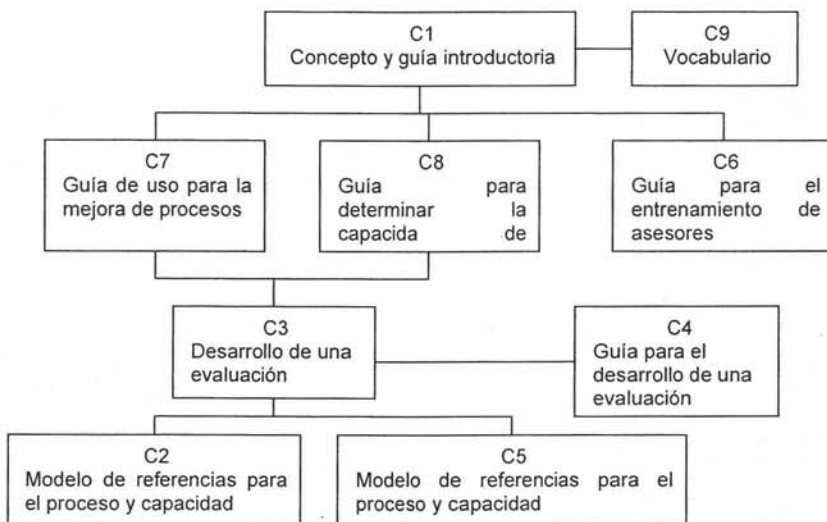 C1
Concepto y guía introductoria
C9
Vocabulario
C7
Guía de uso para la
mejora de procesos
C8
Guía para
determinar la
capacida de
C6
Guía para el
entrenamiento de
asesores
C3
Desarrollo de una
evaluación
C4
Guía para el
desarrollo de una
evaluación
C2
Modelo de referencias para
el proceso y capacidad
C5
Modelo de referencias para el
proceso y capacidad